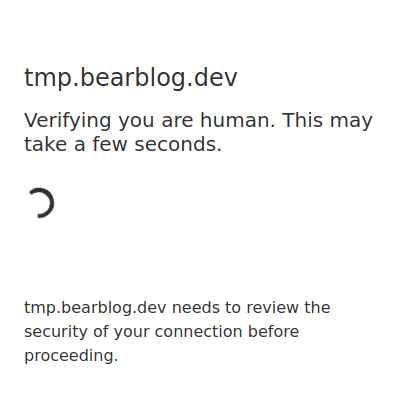 tmp.bearblog.dev
Verifying you are human. This may
take a few seconds.
tmp.bearblog.dev needs to review the
security of your connection before
proceeding.